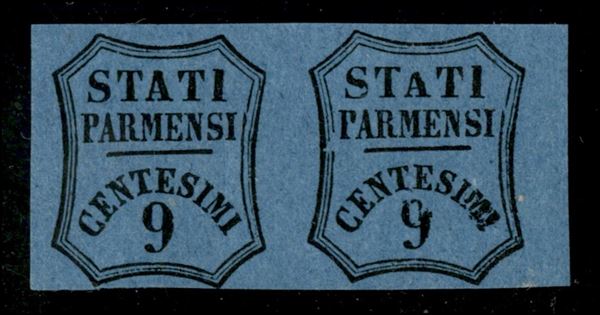 STATI
PARMENSI
CENTESIMI
9
STATI
PARMENSI
CENTESIMI
9